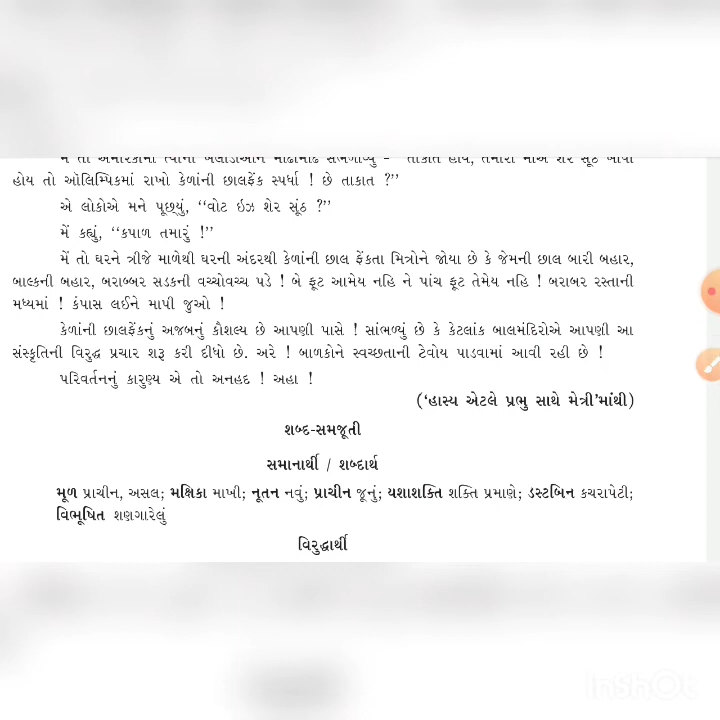 હોય તો ઑલિમ્પિકમાં રાખો કેળાંની છાલફેંક સ્પર્ધા ! છે તાકાત ?’’
એ લોકોએ મને પૂછ્યું, ‘‘વોટ ઇઝ શેર સૂંઠ ?’’
મેં કહ્યું, ‘‘કપાળ તમારું !’’
મેં તો ઘરને ત્રીજે માળેથી ઘરની અંદરથી કેળાંની છાલ ફેંકતા મિત્રોને જોયા છે કે જેમની છાલ બારી બહાર,
બાલ્કની બહાર, બરાબ્બર સડકની વચ્ચોવચ્ચ પડે ! બે ફૂટ આમેય નહિ ને પાંચ ફૂટ તેમેય નહિ ! બરાબર રસ્તાની
મધ્યમાં ! કંપાસ લઈને માપી જુઓ !
કેળાંની છાલફેંકનું અજબનું કૌશલ્ય છે આપણી પાસે ! સાંભળ્યું છે કે કેટલાંક બાલમંદિરોએ આપણી આ
સંસ્કૃતિની વિરુદ્ધ પ્રચાર શરૂ કરી દીધો છે. અરે ! બાળકોને સ્વચ્છતાની ટેવોય પાડવામાં આવી રહી છે !
પરિવર્તનનું કારુણ્ય એ તો અનહદ ! અહા !
(‘હાસ્ય એટલે પ્રભુ સાથે મેત્રી’માંથી)
શબ્દ-સમજૂતી
સમાનાર્થી / શબ્દાર્થ
મૂળ પ્રાચીન, અસલ; મક્ષિકા માખી; નૂતન નવું; પ્રાચીન જૂનું; યશાશક્તિ શક્તિ પ્રમાણે; ડસ્ટબિન કચરાપેટી;
વિભૂષિત શણગારેલું
વિરુદ્ધાર્થી
InShOt